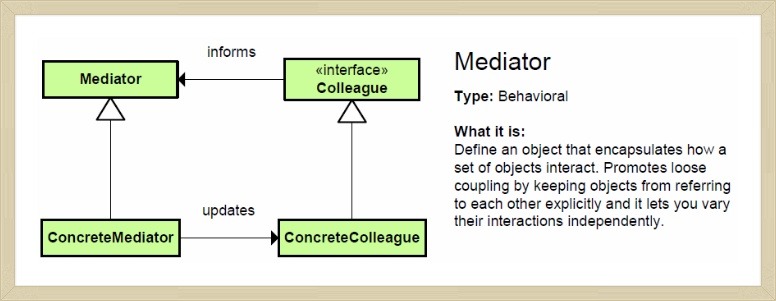 informs
Mediator
«interface»
Colleague
updates
ConcreteMediator
ConcreteColleague
Mediator
Type: Behavioral
What it is:
Define an object that encapsulates how a
set of objects interact. Promotes loose
coupling by keeping objects from referring
to each other explicitly and it lets you vary
their interactions independently.